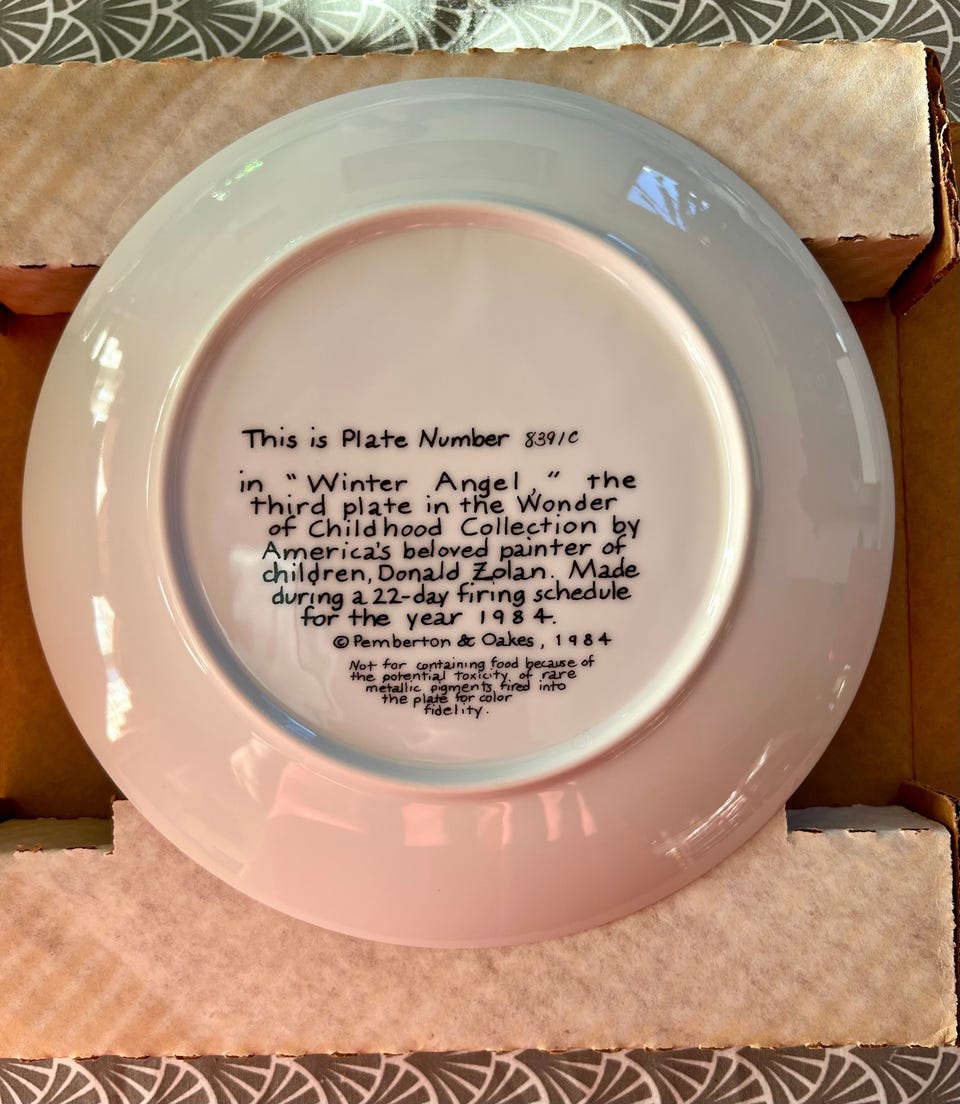 This is Plate Number 8391C
in "Winter Angel," the
third plate in the Wonder
of Childhood Collection by
America's beloved painter of
children, Donald Zolan. Made
during a 22-day firing schedule
for the year 1984.
© Pemberton & Oakes, 1984
Not for containing food because of
the potential toxicity of rare
metallic pigments fired into
the plate for color
fidelity.